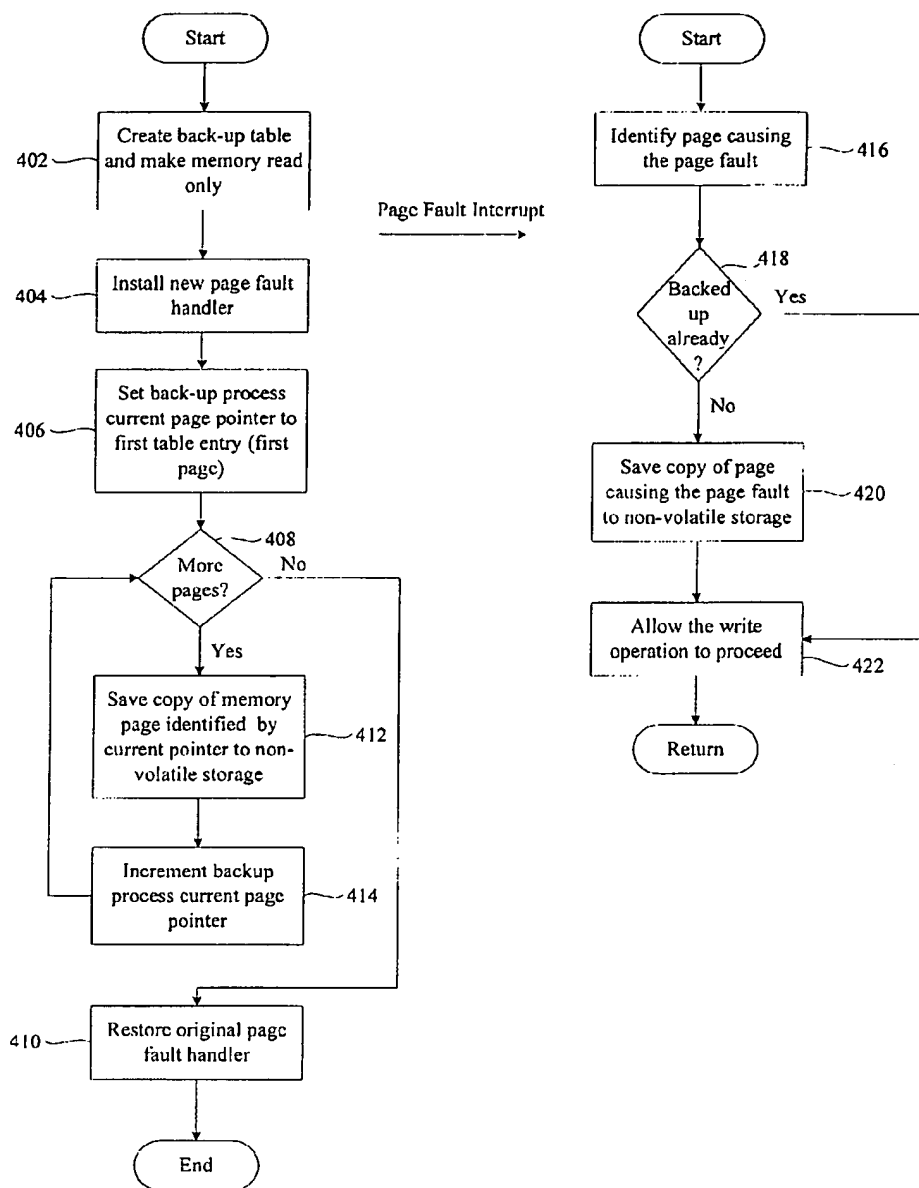 Start
402
Create back-up table
and make memory read
only
404
Install new page fault
handler
406
Set back-up process
current page pointer to
first table entry (first
page)
408
More
pages?
No
Yes
Save copy of memory
page identified by
current pointer to non-
volatile storage
412
Increment backup
process current page
pointer
414
410
Restore original page
fault handler
End
Page Fault Interrupt
Start
Identify page causing
the page fault
416
418
Backed
up
already
?
Yes
No
Save copy of page
causing the page fault
to non-volatile storage
420
Allow the write
operation to proceed
422
Return